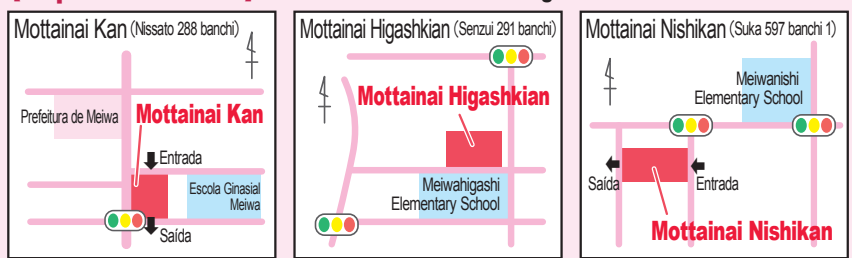 Mottainai Kan (Nissato 288 banchi)
Prefeitura de Meiwa
Mottainai Kan
Entrada
Escola Ginasial
Meiwa
Saída
Mottainai Higashkian (Senzui 291 banchi)
Mottainai Higashkian
Meiwahigashi
Elementary School
Mottainai Nishikan (Suka 597 banchi 1)
Meiwanishi
Elementary School
Saída
Entrada
Mottainai Nishikan